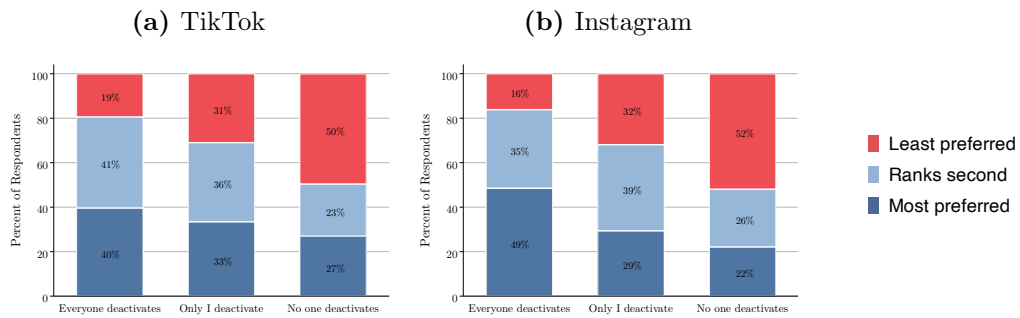 (a) TikTok
Percent of Respondents
100
80
60
40
20
0
19%
41%
40%
31%
36%
33%
50%
23%
27%
Everyone deactivates
Only I deactivate
No one deactivates
(b) Instagram
Percent of Respondents
100
80
60
40
20
0
16%
35%
49%
32%
39%
29%
52%
26%
22%
Everyone deactivates
Only I deactivate
No one deactivates
Least preferred
Ranks second
Most preferred